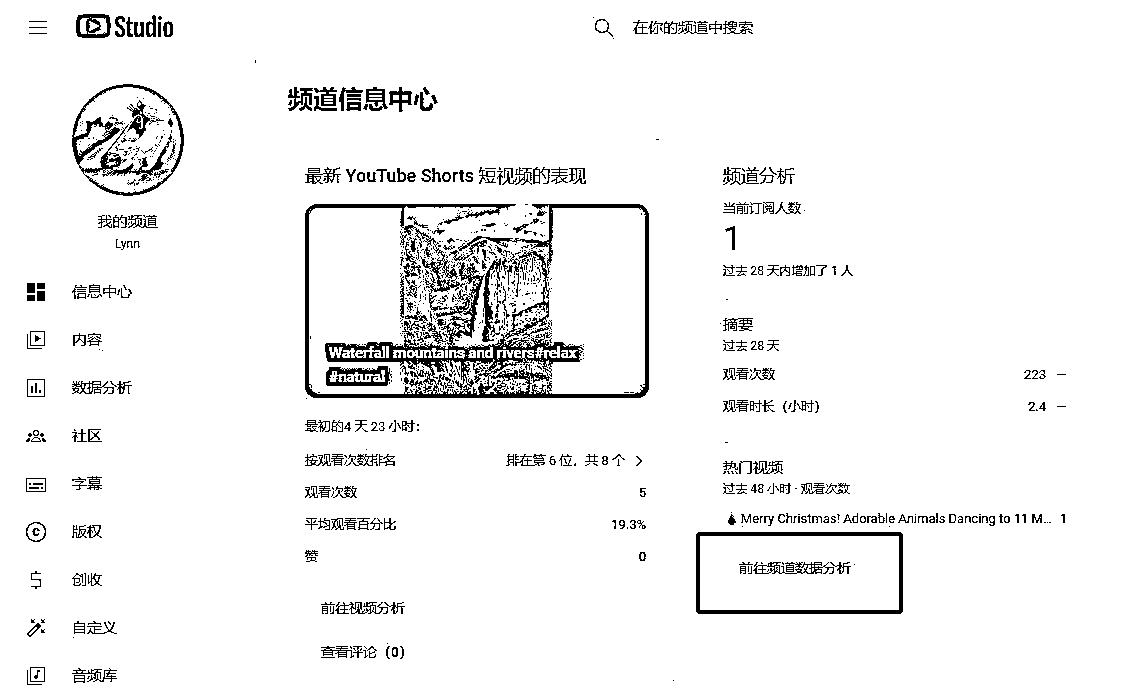 Studio
在你的频道中搜索
我的频道
Lynn
信息中心
内容
数据分析
社区
字幕
版权
创收
自定义
音频库
频道信息中心
最新 YouTube Shorts 短视频的表现
Waterfall mountains and rivers#relax
#natural
最初的4 天 23 小时：
按观看次数排名 排在第 6 位，共 8 个
观看次数 5
平均观看百分比 19.3%
赞 0
前往视频分析
查看评论（0）
频道分析
当前订阅人数
1
过去 28 天内增加了 1 人
摘要
过去 28 天
观看次数 223 —
观看时长（小时） 2.4 —
热门视频
过去 48 小时 · 观看次数
Merry Christmas! Adorable Animals Dancing to 11 M... 1
前往频道数据分析